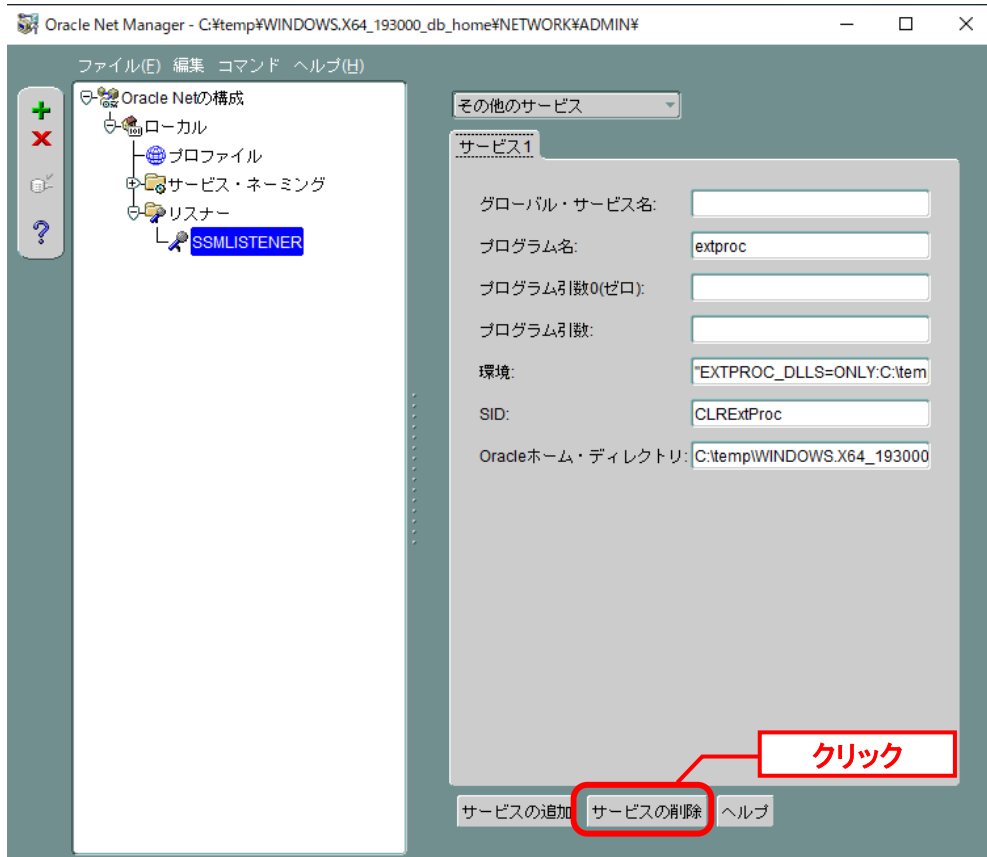 Oracle Net Manager - C:¥temp¥WINDOWS.X64_193000_db_home¥NETWORK¥ADMIN¥
ファイル(F) 編集 コマンド ヘルプ(H)
Oracle Netの構成
ローカル
プロファイル
サービス・ネーミング
リスナー
SSMLISTENER
その他のサービス
サービス1
グローバル・サービス名:
プログラム名: extproc
プログラム引数0(ゼロ):
プログラム引数:
環境: "EXTPROC_DLLS=ONLY:C:\tem
SID: CLRExtProc
Oracleホーム・ディレクトリ: C:\temp\WINDOWS.X64_193000
クリック
サービスの追加 サービスの削除 ヘルプ